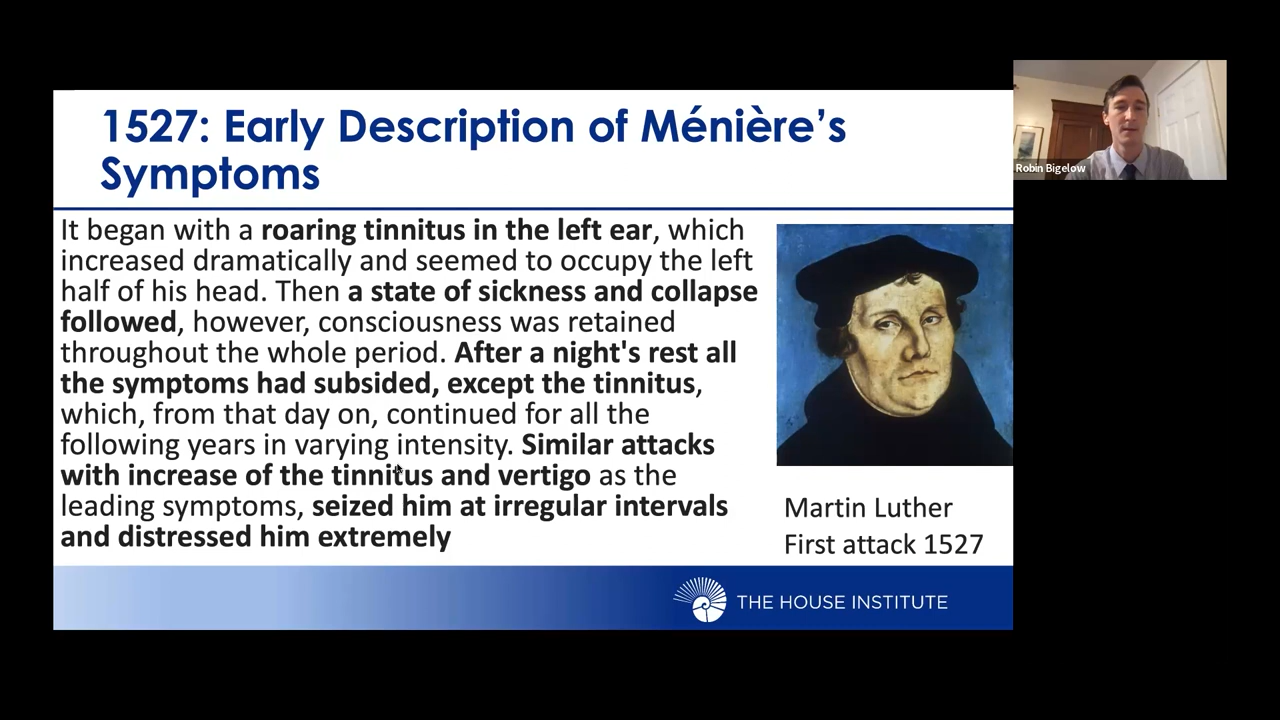 1527: Early Description of Ménière’s
Symptoms
Robin Bigelow
It began with a roaring tinnitus in the left ear, which
increased dramatically and seemed to occupy the left
half of his head. Then a state of sickness and collapse
followed, however, consciousness was retained
throughout the whole period. After a night's rest all
the symptoms had subsided, except the tinnitus,
which, from that day on, continued for all the
following years in varying intensity. Similar attacks
with increase of the tinnitus and vertigo as the
leading symptoms, seized him at irregular intervals
and distressed him extremely
Martin Luther
First attack 1527
THE HOUSE INSTITUTE